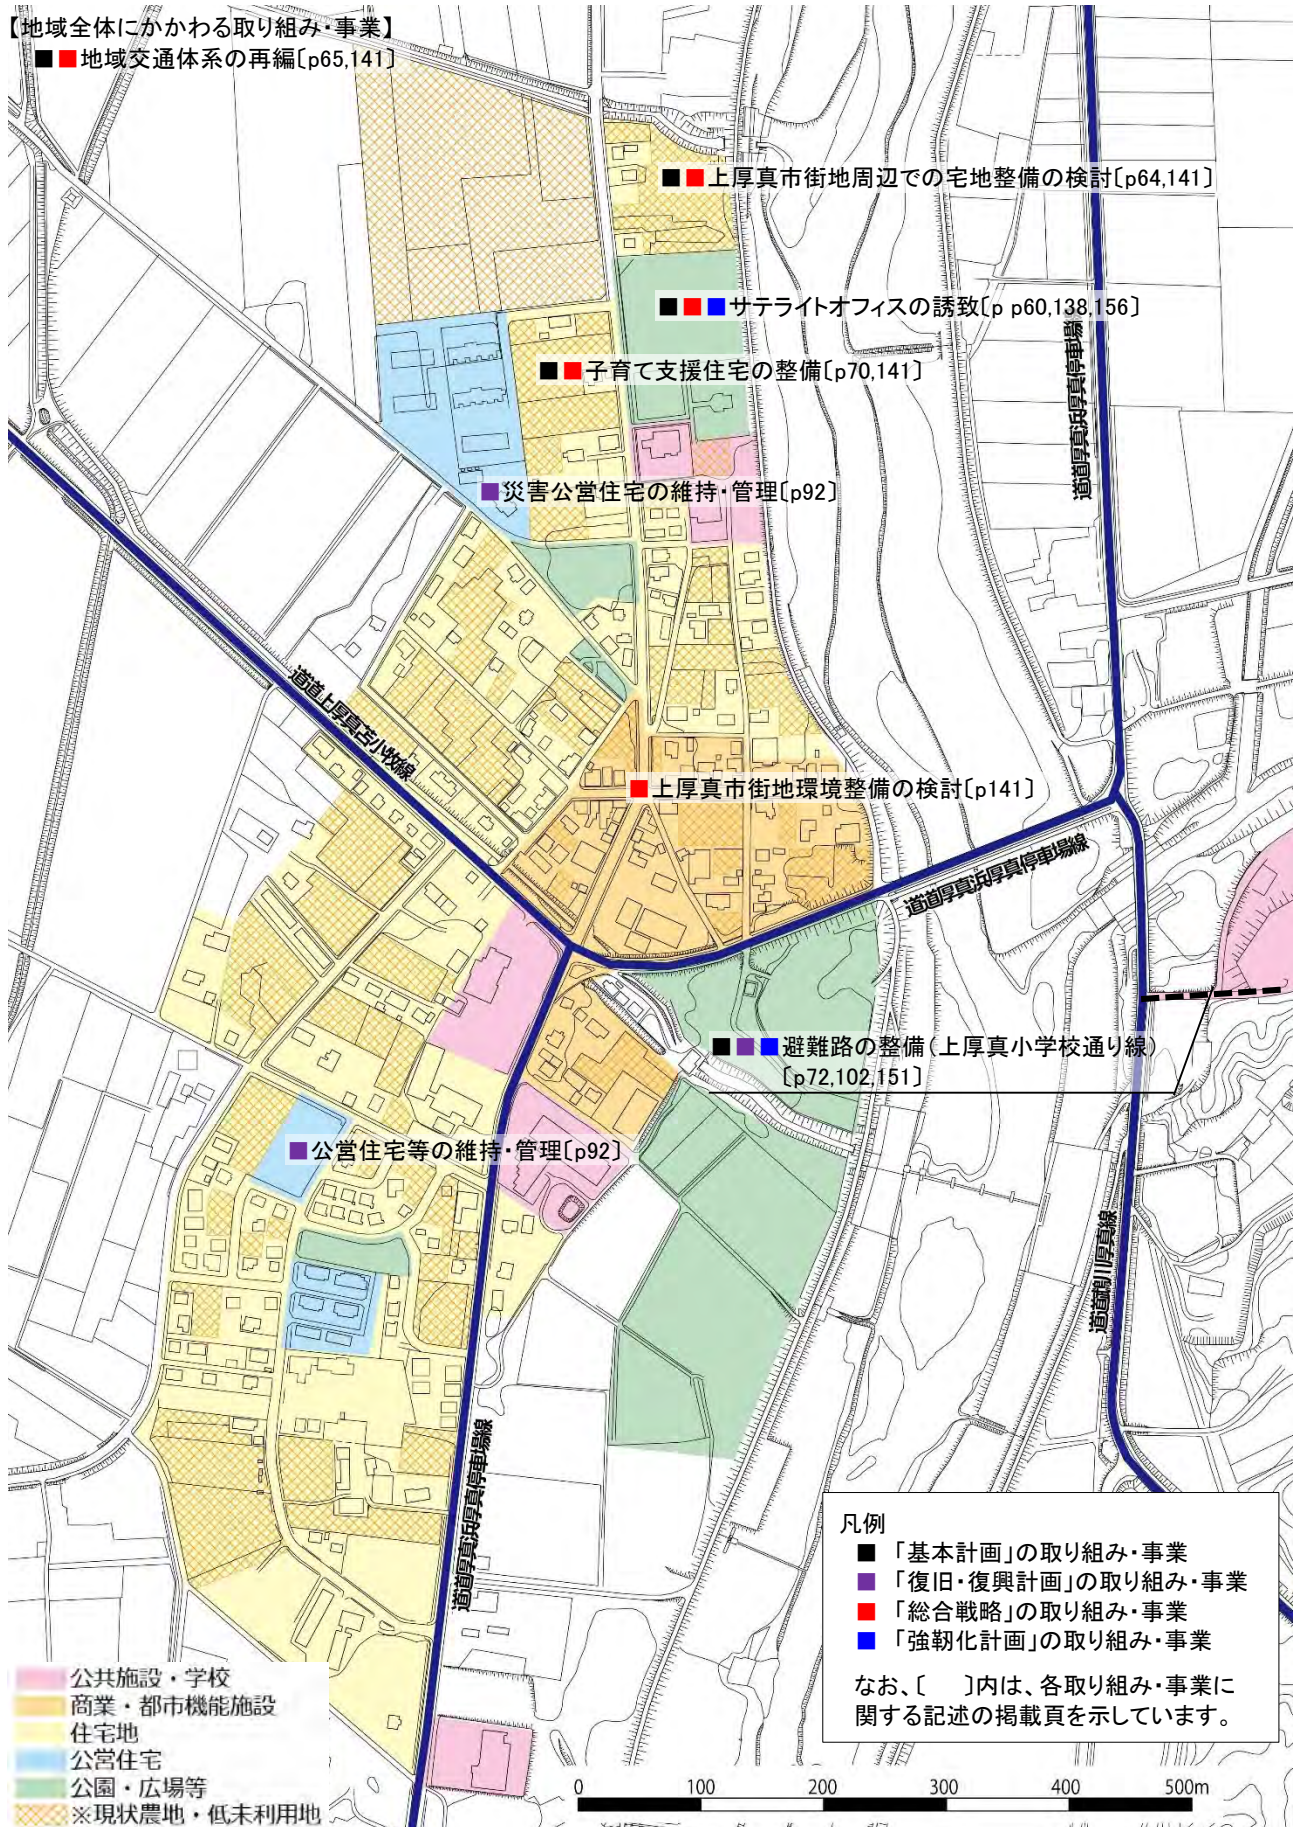 【地域全体にかかわる取り組み・事業】
■■地域交通体系の再編〔p65,141〕
■■上厚真市街地周辺での宅地整備の検討〔p64,141〕
■■■サテライトオフィスの誘致〔p p60,138,156〕
道道厚真浜厚真停車場線
■■子育て支援住宅の整備〔p70,141〕
■災害公営住宅の維持・管理〔p92〕
道道上厚真苫小牧線
■上厚真市街地環境整備の検討〔p141〕
道道厚真浜厚真停車場線
■■■避難路の整備（上厚真小学校通り線）
〔p72,102,151〕
■公営住宅等の維持・管理〔p92〕
道道鵡川厚真線
道道厚真浜厚真停車場線
凡例
■「基本計画」の取り組み・事業
■「復旧・復興計画」の取り組み・事業
■「総合戦略」の取り組み・事業
■「強靭化計画」の取り組み・事業
なお、〔　〕内は、各取り組み・事業に
関する記述の掲載頁を示しています。
公共施設・学校
商業・都市機能施設
住宅地
公営住宅
公園・広場等
※現状農地・低未利用地
0 100 200 300 400 500m